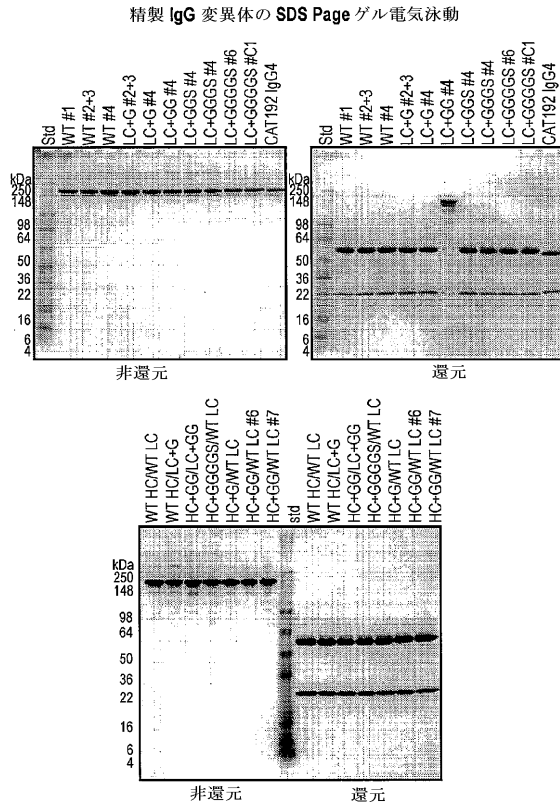 精製 IgG 変異体の SDS Page ゲル電気泳動
Std
WT #1
WT #2+3
WT #4
LC+G #2+3
LC+G #4
LC+GG #4
LC+GGS #4
LC+GGGS #4
LC+GGGGS #6
LC+GGGGS #C1
CAT192 IgG4
kDa
250
148
98
64
50
36
22
16
6
4
非還元
Std
WT #1
WT #2+3
WT #4
LC+G #2+3
LC+G #4
LC+GG #4
LC+GGS #4
LC+GGGS #4
LC+GGGGS #6
LC+GGGGS #C1
CAT192 IgG4
kDa
250
148
98
64
50
36
22
16
6
4
還元
WT HC/WT LC
WT HC/LC+G
HC+GG/LC+GG
HC+GGGGS/WT LC
HC+G/WT LC
HC+GG/WT LC #6
HC+GG/WT LC #7
std
WT HC/WT LC
WT HC/LC+G
HC+GG/LC+GG
HC+GGGGS/WT LC
HC+G/WT LC
HC+GG/WT LC #6
HC+GG/WT LC #7
kDa
250
148
98
64
50
36
22
16
6
4
非還元
還元